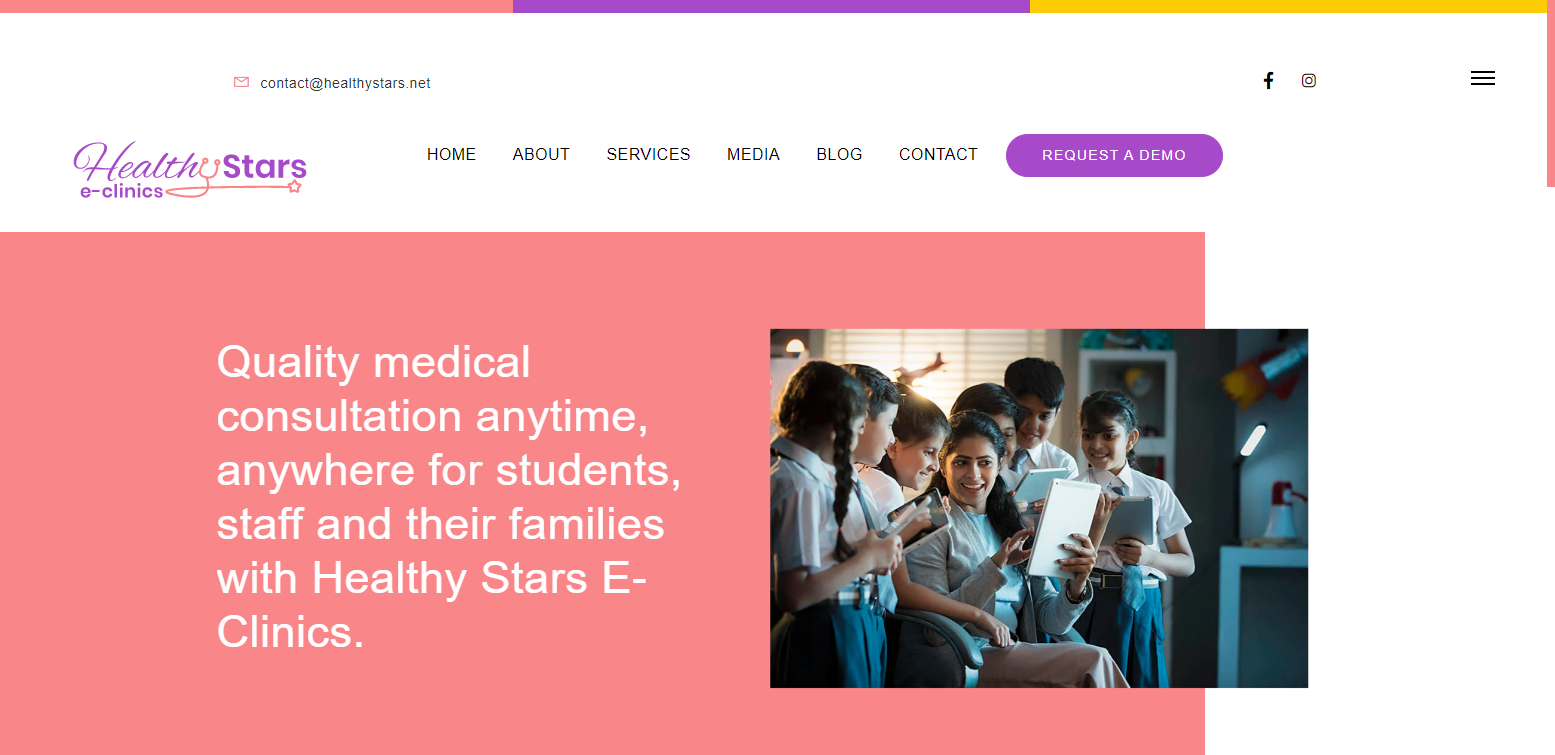 contact@healthystars.net
Healthy Stars
e-clinics
HOME ABOUT SERVICES MEDIA BLOG CONTACT REQUEST A DEMO
Quality medical
consultation anytime,
anywhere for students,
staff and their families
with Healthy Stars E-
Clinics.